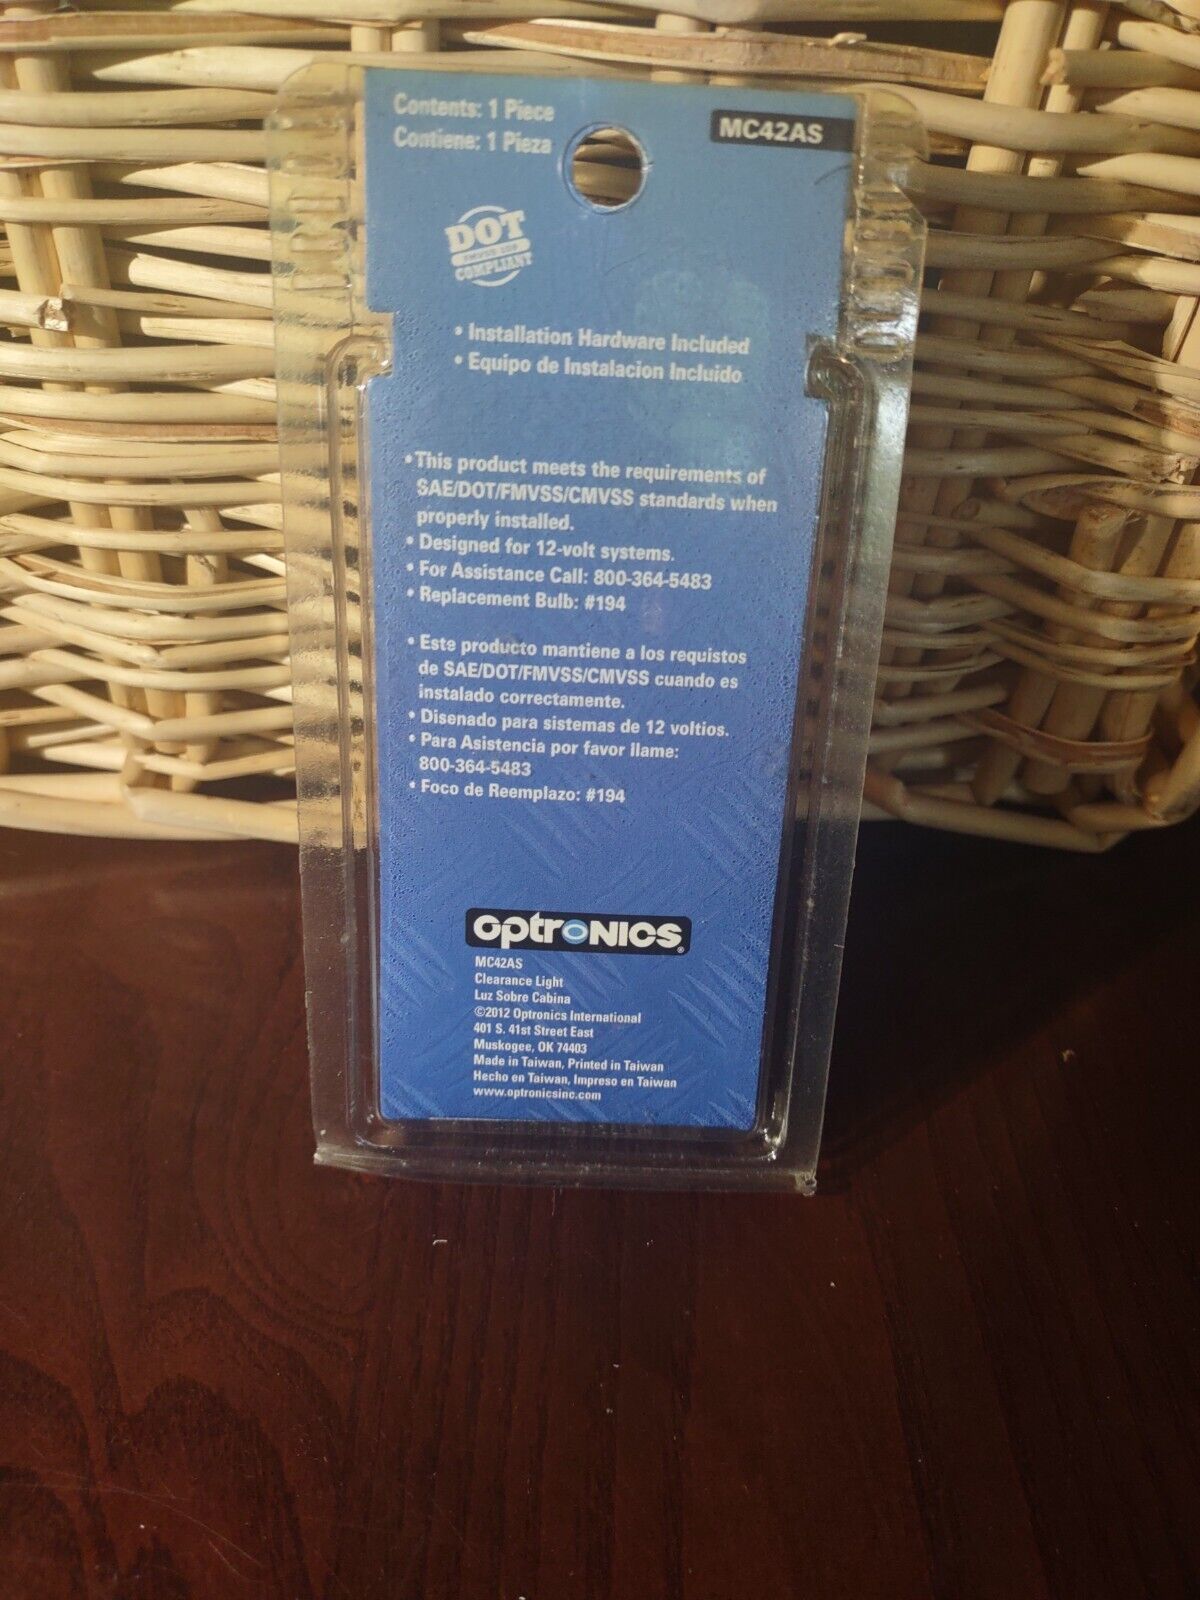 Contents: 1 Piece
Contiene: 1 Pieza
MC42AS
DOT
COMPLIANT
• Installation Hardware Included
• Equipo de Instalacion Incluido
• This product meets the requirements of
SAE/DOT/FMVSS/CMVSS standards when
properly installed.
• Designed for 12-volt systems.
• For Assistance Call: 800-364-5483
• Replacement Bulb: #194
• Este producto mantiene a los requistos
de SAE/DOT/FMVSS/CMVSS cuando es
instalado correctamente.
• Disenado para sistemas de 12 voltios.
• Para Asistencia por favor llame:
800-364-5483
• Foco de Reemplazo: #194
optroNICS®
MC42AS
Clearance Light
Luz Sobre Cabina
©2012 Optronics International
401 S. 41st Street East
Muskogee, OK 74403
Made in Taiwan, Printed in Taiwan
Hecho en Taiwan, Impreso en Taiwan
www.optronicsinc.com